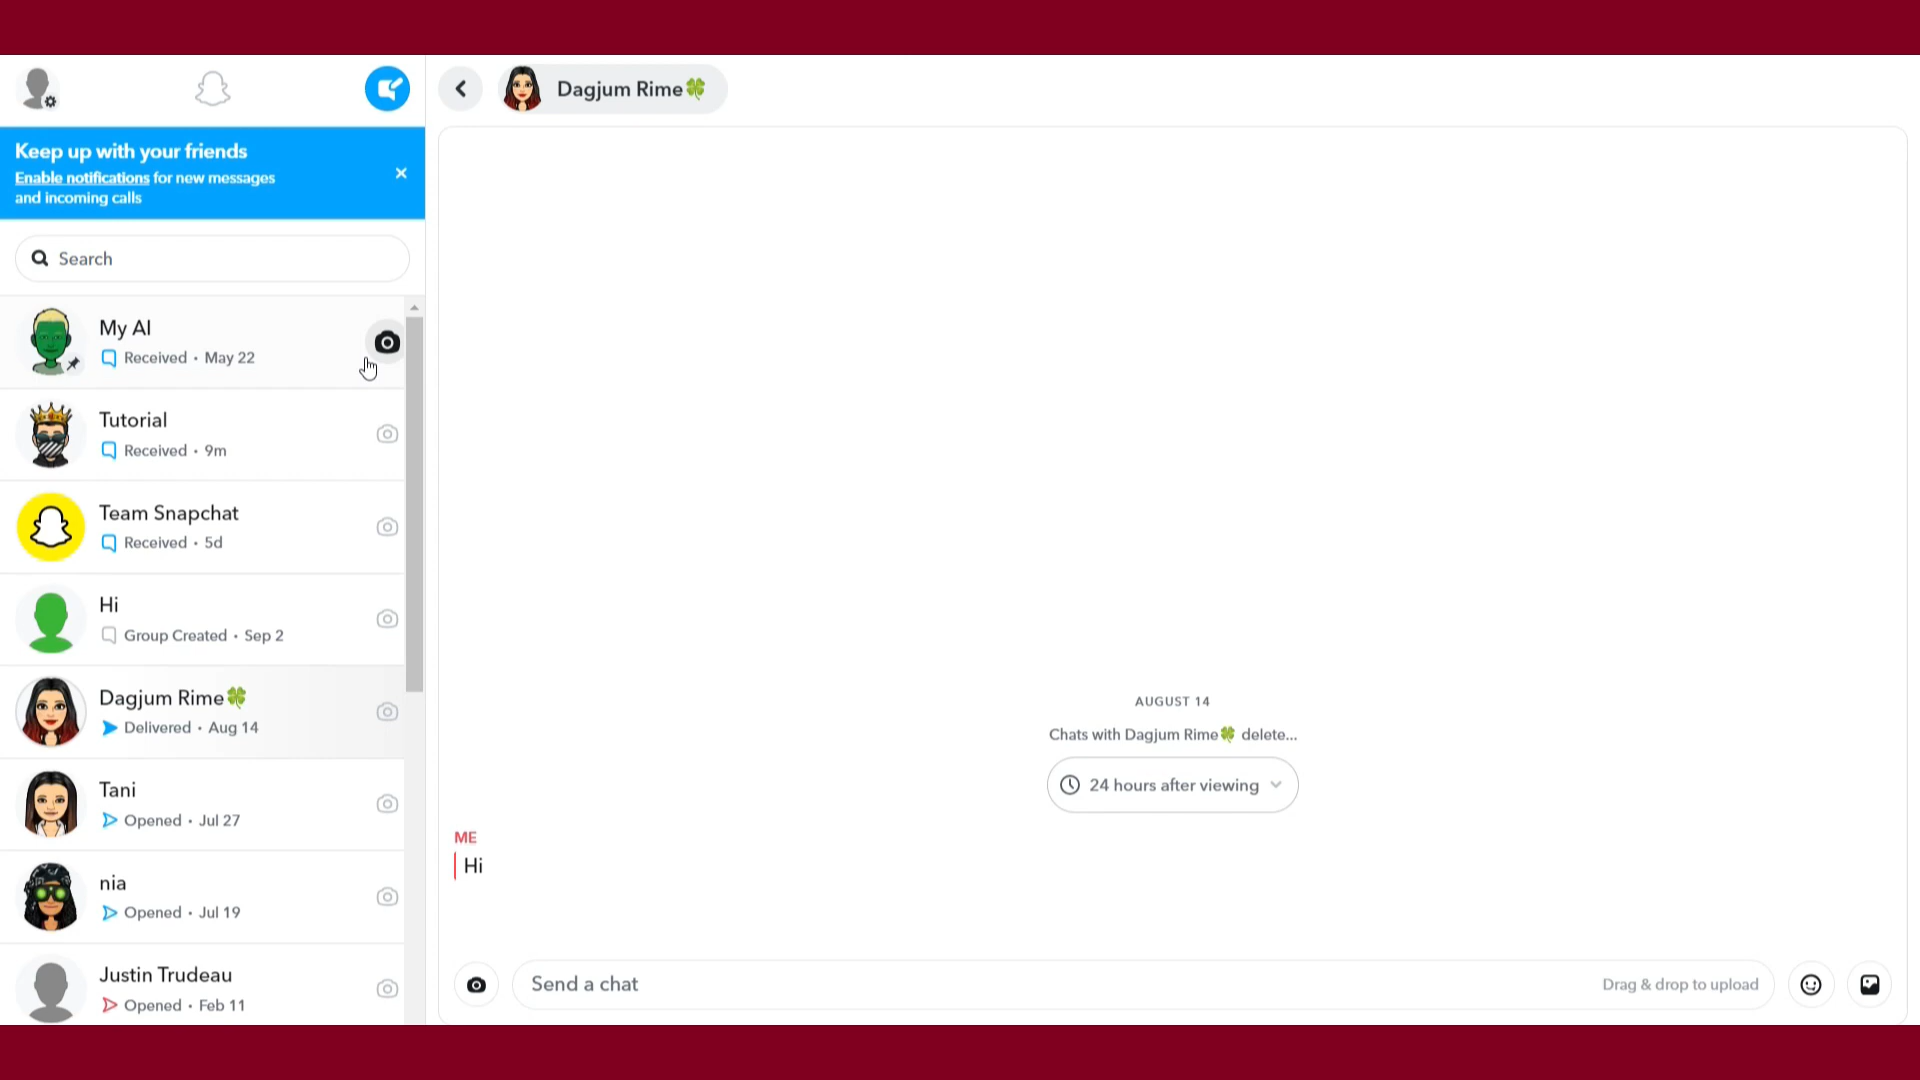 Keep up with your friends
Enable notifications for new messages
and incoming calls
Search
My AI
Received · May 22
Tutorial
Received · 9m
Team Snapchat
Received · 5d
Hi
Group Created · Sep 2
Dagjum Rime🍀
Delivered · Aug 14
Tani
Opened · Jul 27
nia
Opened · Jul 19
Justin Trudeau
Opened · Feb 11
Dagjum Rime🍀
AUGUST 14
Chats with Dagjum Rime🍀 delete...
24 hours after viewing
ME
Hi
Send a chat
Drag & drop to upload